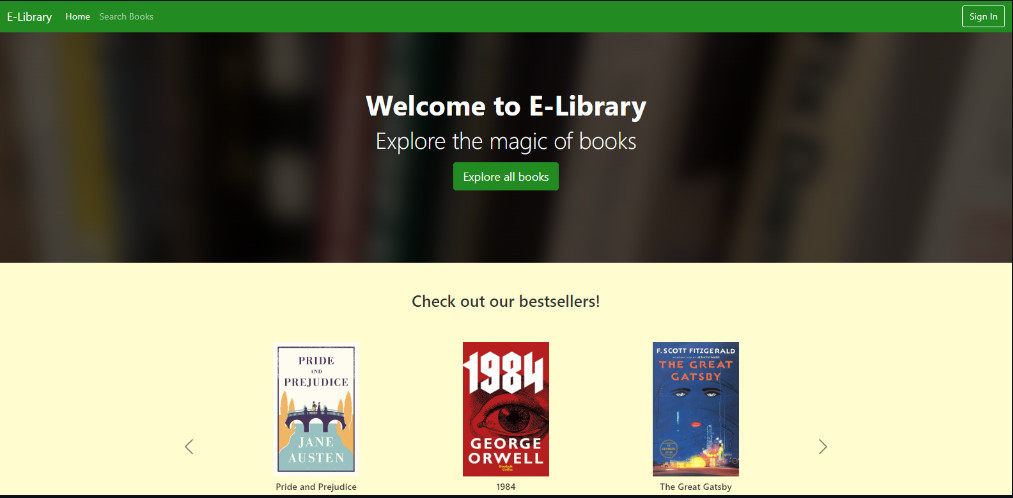 E-Library Home Search Books Sign In
Welcome to E-Library
Explore the magic of books
Explore all books
Check out our bestsellers!
PRIDE
AND
PREJUDICE
JANE
AUSTEN
Pride and Prejudice
1984
GEORGE
ORWELL
1984
F. SCOTT FITZGERALD
THE GREAT
GATSBY
The Great Gatsby